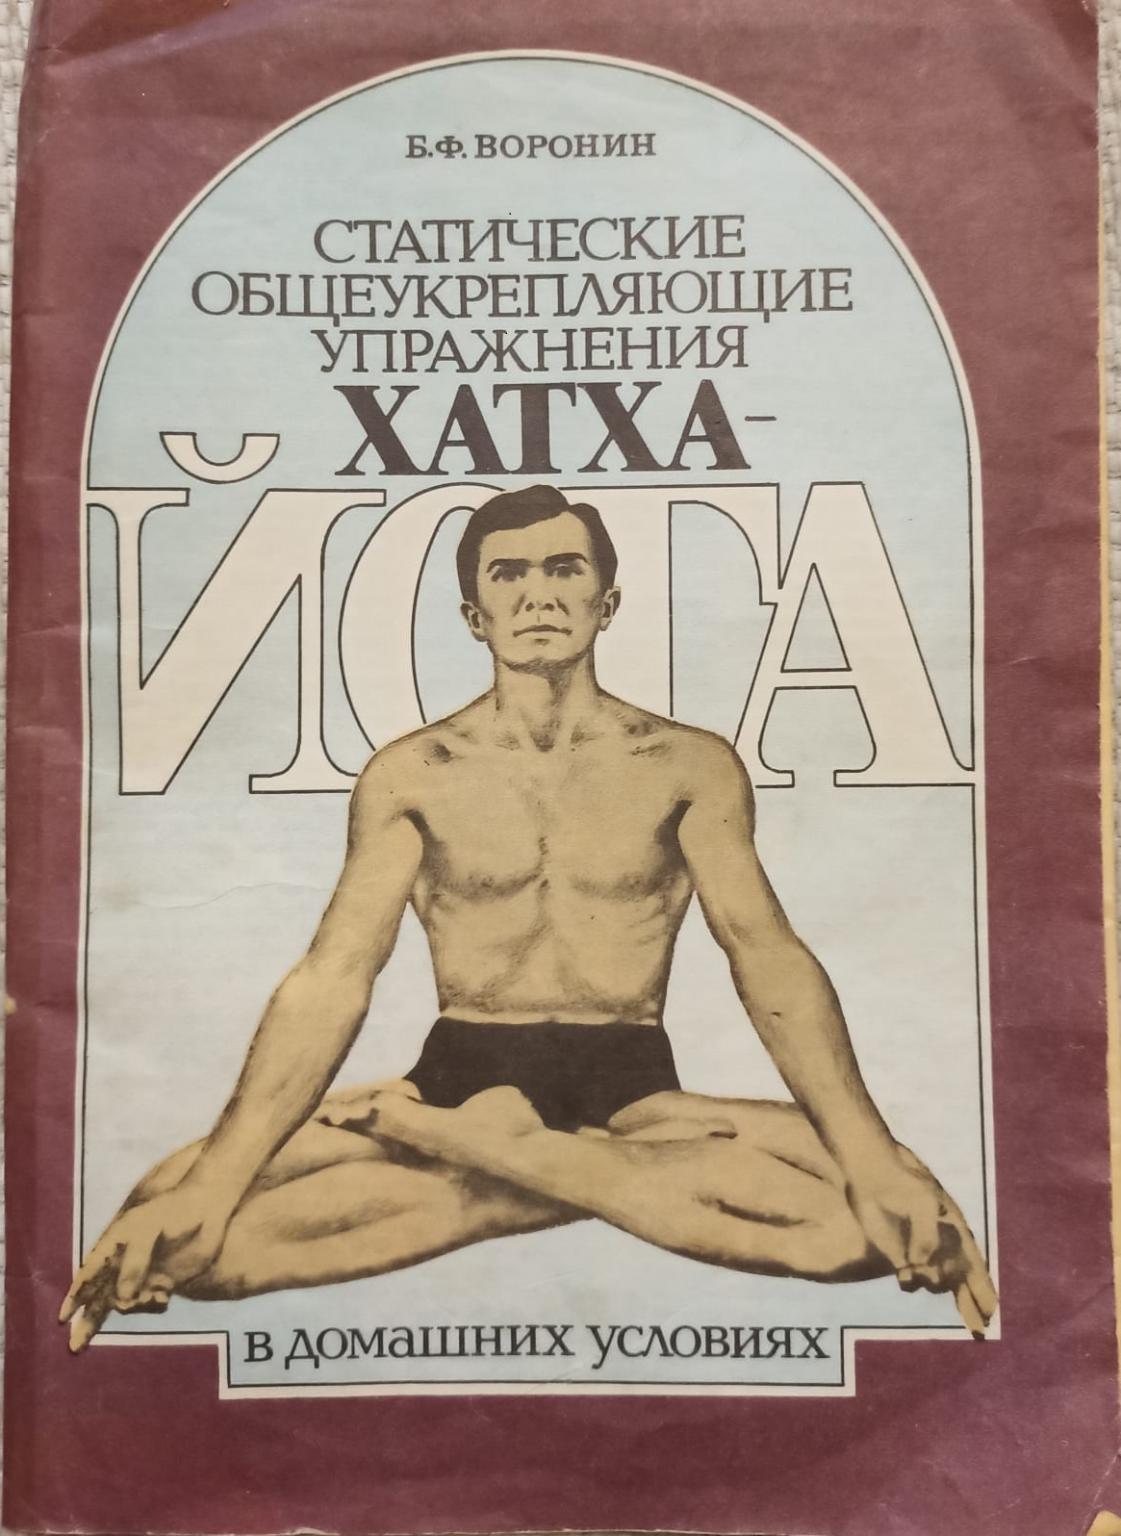 Б.Ф. ВОРОНИН
СТАТИЧЕСКИЕ
ОБЩЕУКРЕПЛЯЮЩИЕ
УПРАЖНЕНИЯ
ХАТХА-
ЙОГА
в домашних условиях